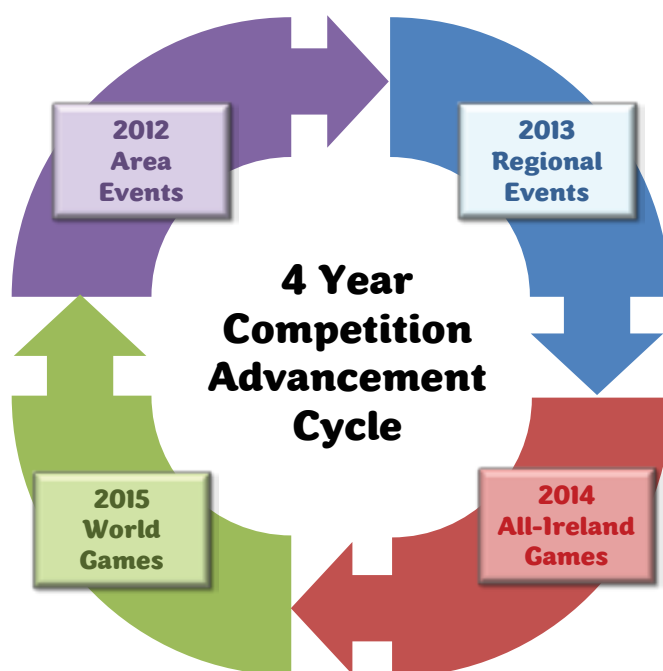 2012
Area
Events
2013
Regional
Events
4 Year
Competition
Advancement
Cycle
2015
World
Games
2014
All-Ireland
Games